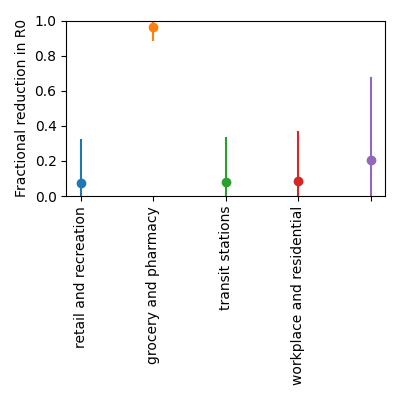 Fractional reduction in R0
1.0
0.8
0.6
0.4
0.2
0.0
retail and recreation
grocery and pharmacy
transit stations
workplace and residential